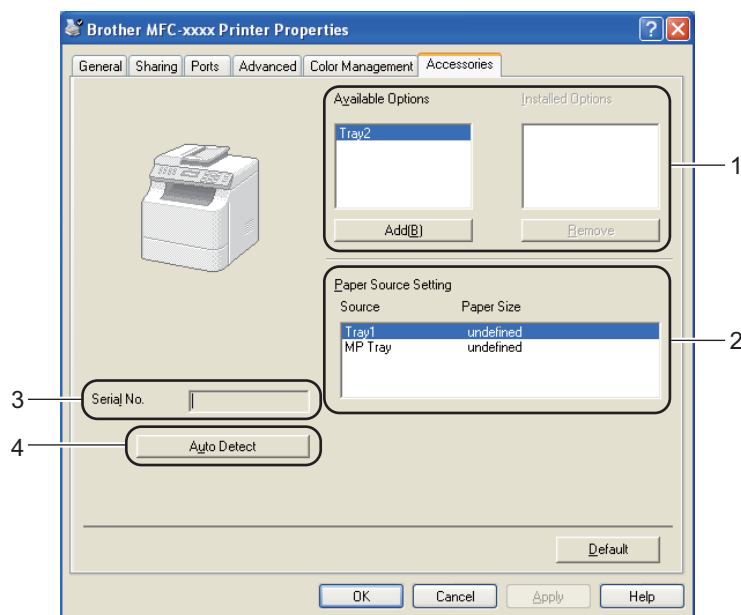 Brother MFC-xxxx Printer Properties
General Sharing Ports Advanced Color Management Accessories
Available Options Installed Options
Tray2
1
Add(B) Remove
Paper Source Setting
Source Paper Size
Tray1 undefined
MP Tray undefined
2
3 Serial No.
4 Auto Detect
Default
OK Cancel Apply Help